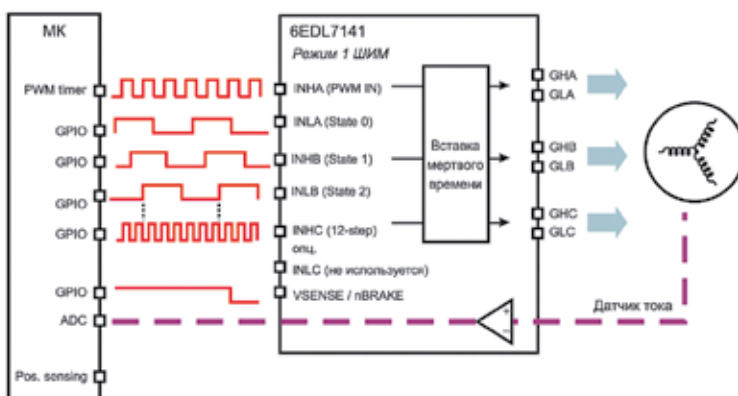 МК
6EDL7141
Режим 1 ШИМ
PWM timer
GPIO
GPIO
GPIO
GPIO
GPIO
ADC
Pos. sensing
INHA (PWM IN)
INLA (State 0)
INHB (State 1)
INLB (State 2)
INHC (12-step)
опц.
INLC (не используется)
VSENSE / nBRAKE
Вставка
мертвого
времени
GHA
GLA
GHB
GLB
GHC
GLC
+
−
Датчик тока